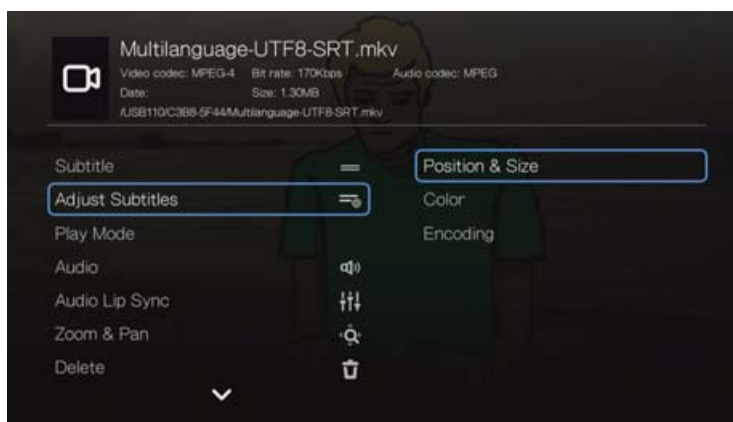 Multilanguage-UTF8-SRT.mkv
Video codec: MPEG-4 Bit rate: 170Kbps Audio codec: MPEG
Date: Size: 1.30MB
/USB110/C3B8-5F44/Multilanguage-UTF8-SRT.mkv
Subtitle
Position & Size
Adjust Subtitles
Color
Play Mode
Encoding
Audio
Audio Lip Sync
Zoom & Pan
Delete